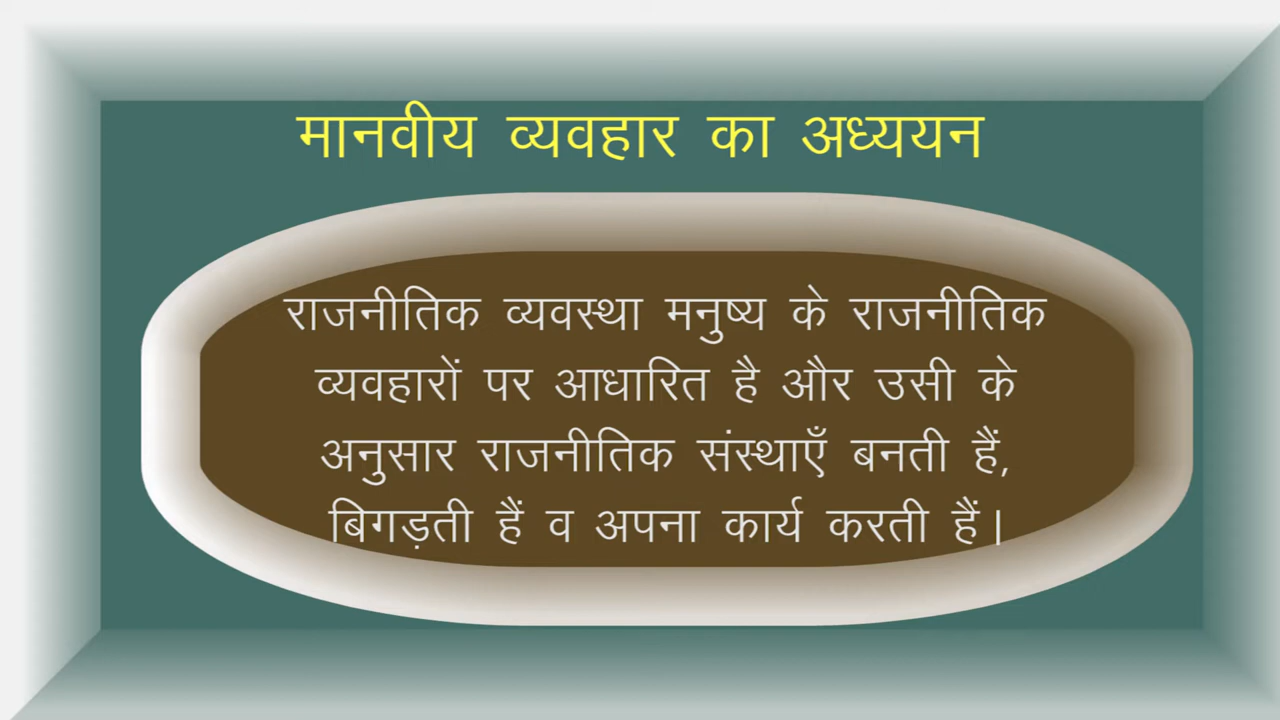 मानवीय व्यवहार का अध्ययन
राजनीतिक व्यवस्था मनुष्य के राजनीतिक
व्यवहारों पर आधारित है और उसी के
अनुसार राजनीतिक संस्थाएँ बनती हैं,
बिगड़ती हैं व अपना कार्य करती हैं।